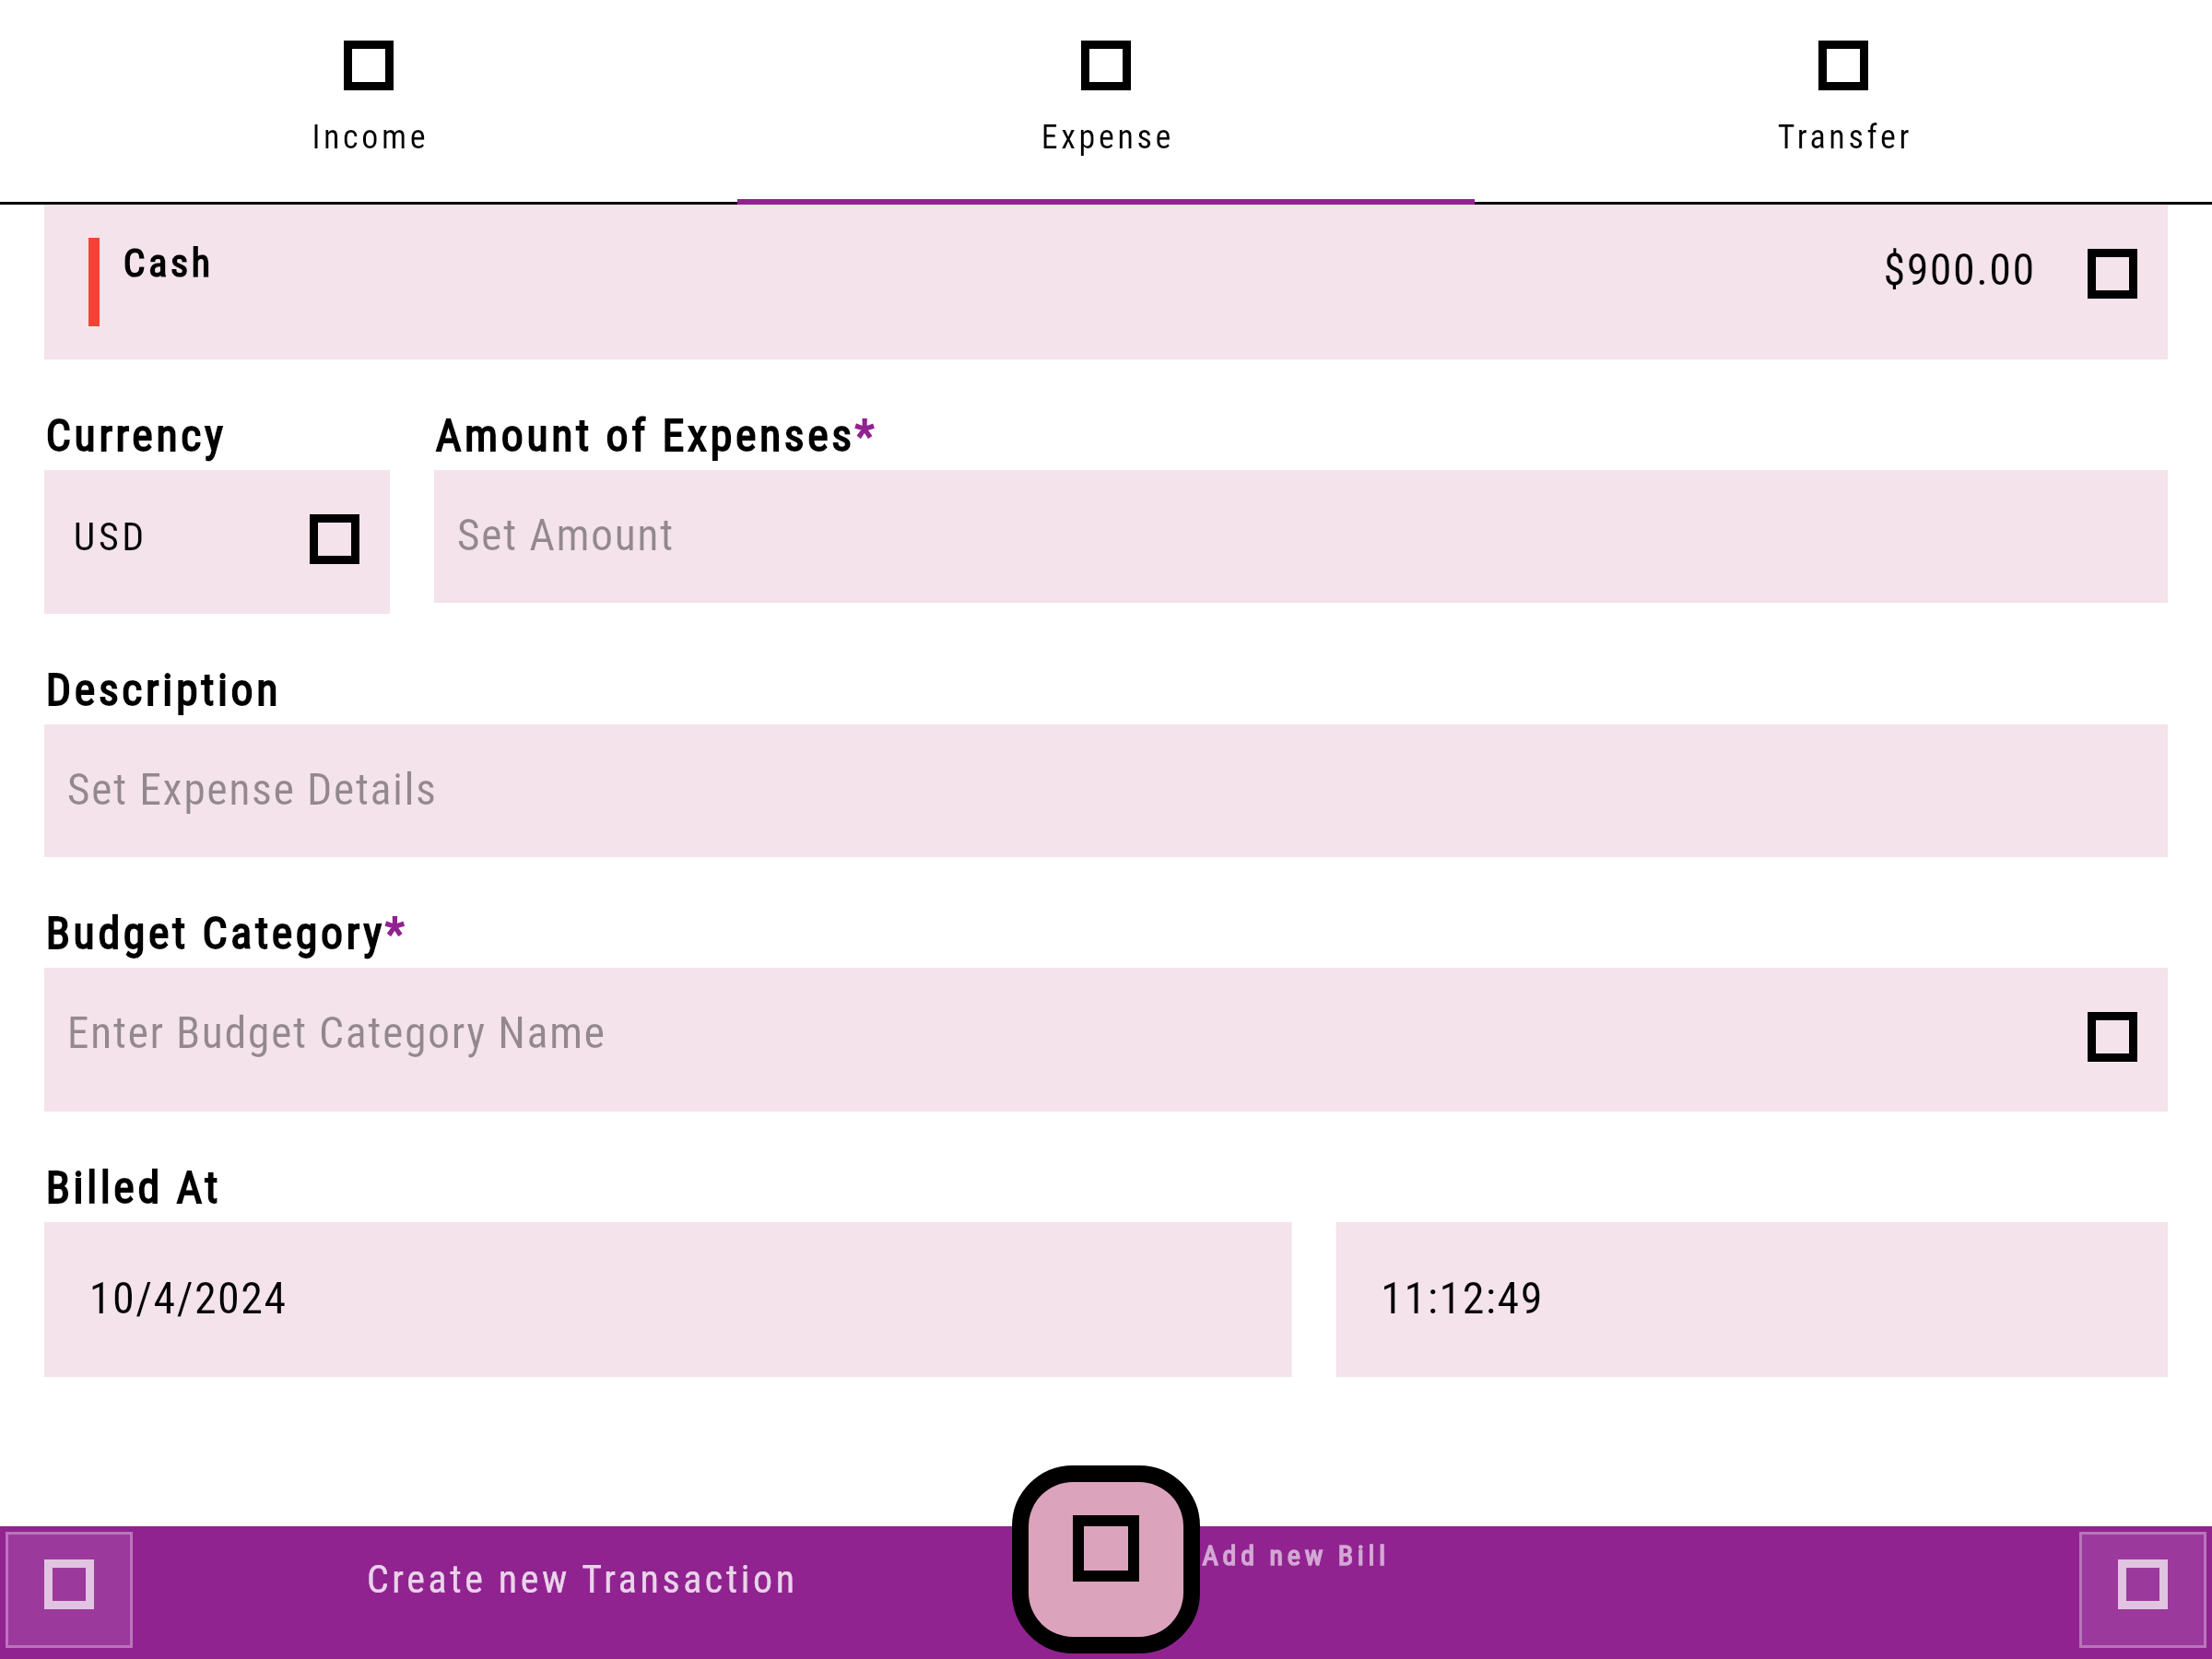 Income
Expense
Transfer
Cash
$900.00
Currency
Amount of Expenses*
USD
Set Amount
Description
Set Expense Details
Budget Category*
Enter Budget Category Name
Billed At
10/4/2024
11:12:49
Create new Transaction
Add new Bill